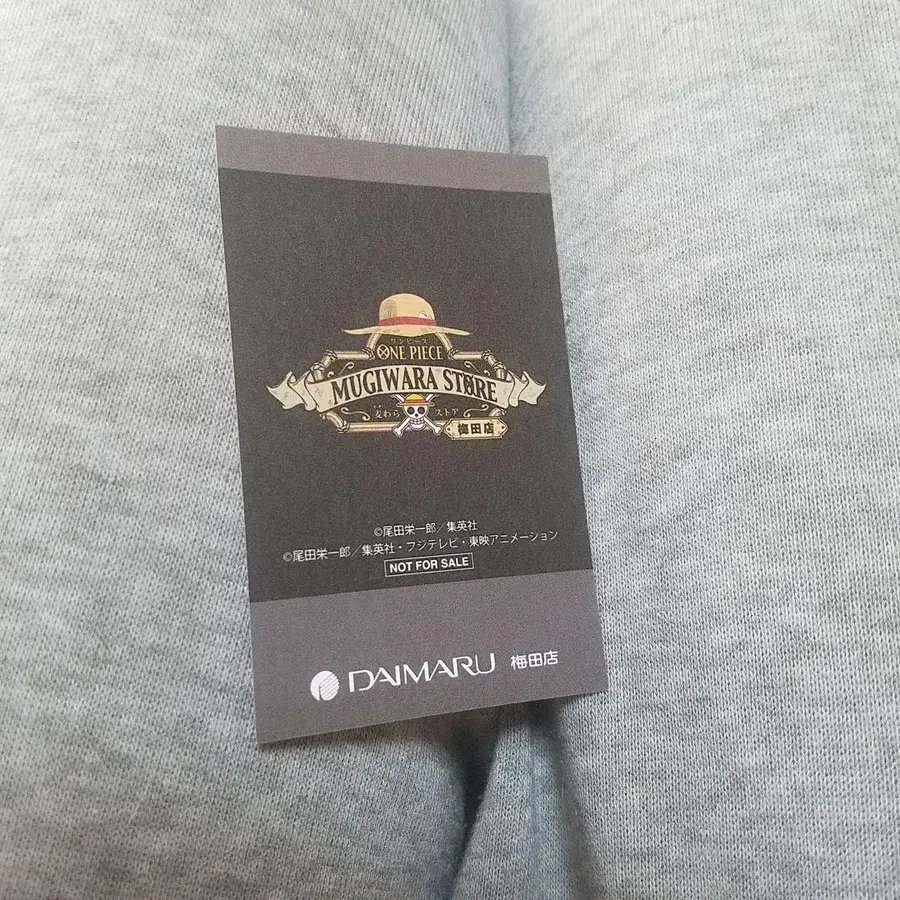 ワンピース
ONE PIECE
MUGIWARA STORE
麦わら ストア
梅田店
©尾田栄一郎／集英社
©尾田栄一郎／集英社・フジテレビ・東映アニメーション
NOT FOR SALE
DAIMARU 梅田店